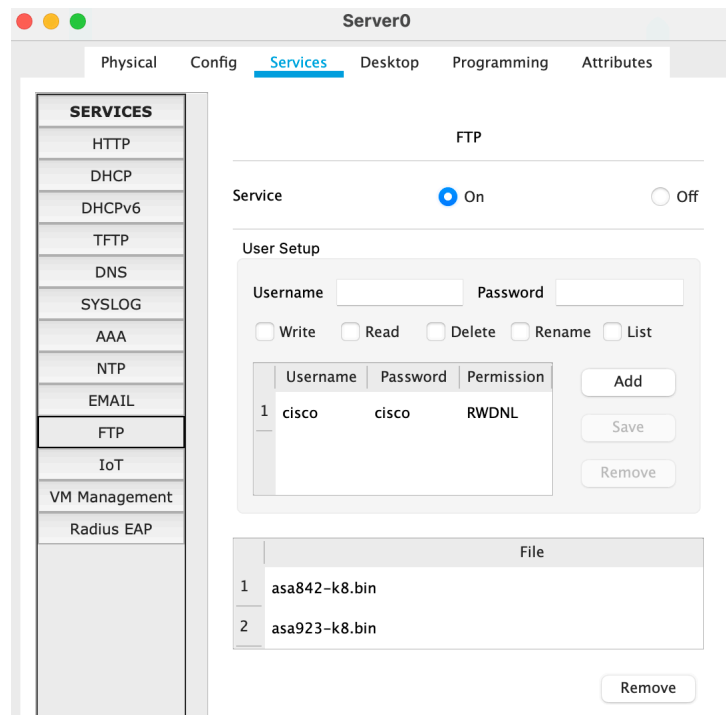 Server0
Physical Config Services Desktop Programming Attributes
SERVICES
HTTP
DHCP
DHCPv6
TFTP
DNS
SYSLOG
AAA
NTP
EMAIL
FTP
IoT
VM Management
Radius EAP
FTP
Service On Off
User Setup
Username Password
Write Read Delete Rename List
Username Password Permission
1 cisco cisco RWDNL
Add
Save
Remove
File
1 asa842-k8.bin
2 asa923-k8.bin
Remove